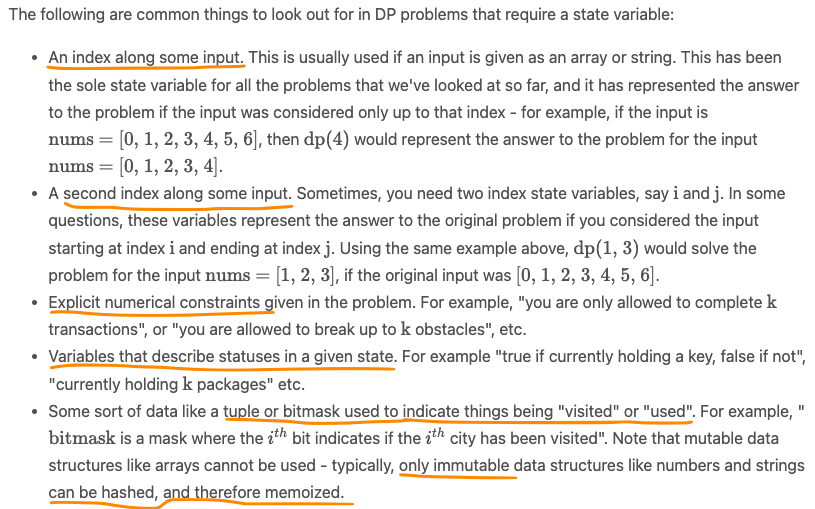 The following are common things to look out for in DP problems that require a state variable:
• An index along some input. This is usually used if an input is given as an array or string. This has been
the sole state variable for all the problems that we've looked at so far, and it has represented the answer
to the problem if the input was considered only up to that index - for example, if the input is
nums = [0, 1, 2, 3, 4, 5, 6], then dp(4) would represent the answer to the problem for the input
nums = [0, 1, 2, 3, 4].
• A second index along some input. Sometimes, you need two index state variables, say i and j. In some
questions, these variables represent the answer to the original problem if you considered the input
starting at index i and ending at index j. Using the same example above, dp(1, 3) would solve the
problem for the input nums = [1, 2, 3], if the original input was [0, 1, 2, 3, 4, 5, 6].
• Explicit numerical constraints given in the problem. For example, "you are only allowed to complete k
transactions", or "you are allowed to break up to k obstacles", etc.
• Variables that describe statuses in a given state. For example "true if currently holding a key, false if not",
"currently holding k packages" etc.
• Some sort of data like a tuple or bitmask used to indicate things being "visited" or "used". For example, "
bitmask is a mask where the i^th bit indicates if the i^th city has been visited". Note that mutable data
structures like arrays cannot be used - typically, only immutable data structures like numbers and strings
can be hashed, and therefore memoized.